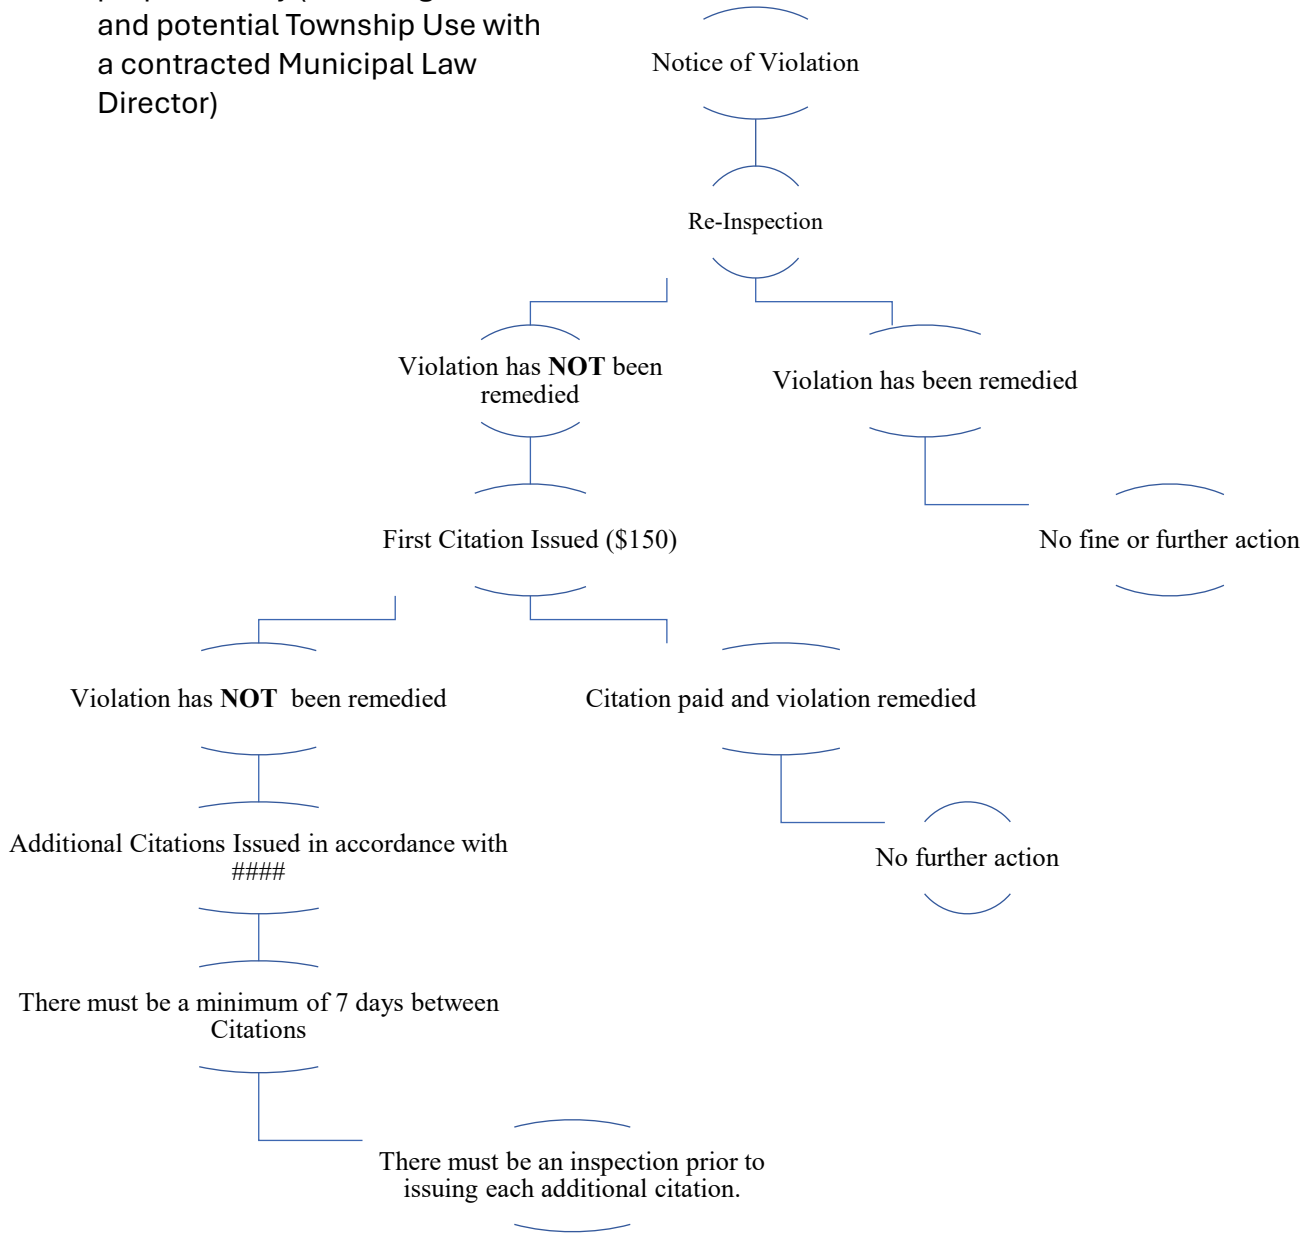 and potential Township Use with
a contracted Municipal Law
Director)
Notice of Violation
Re-Inspection
Violation has NOT been
remedied
Violation has been remedied
First Citation Issued ($150)
No fine or further action
Violation has NOT been remedied
Citation paid and violation remedied
Additional Citations Issued in accordance with
####
No further action
There must be a minimum of 7 days between
Citations
There must be an inspection prior to
issuing each additional citation.